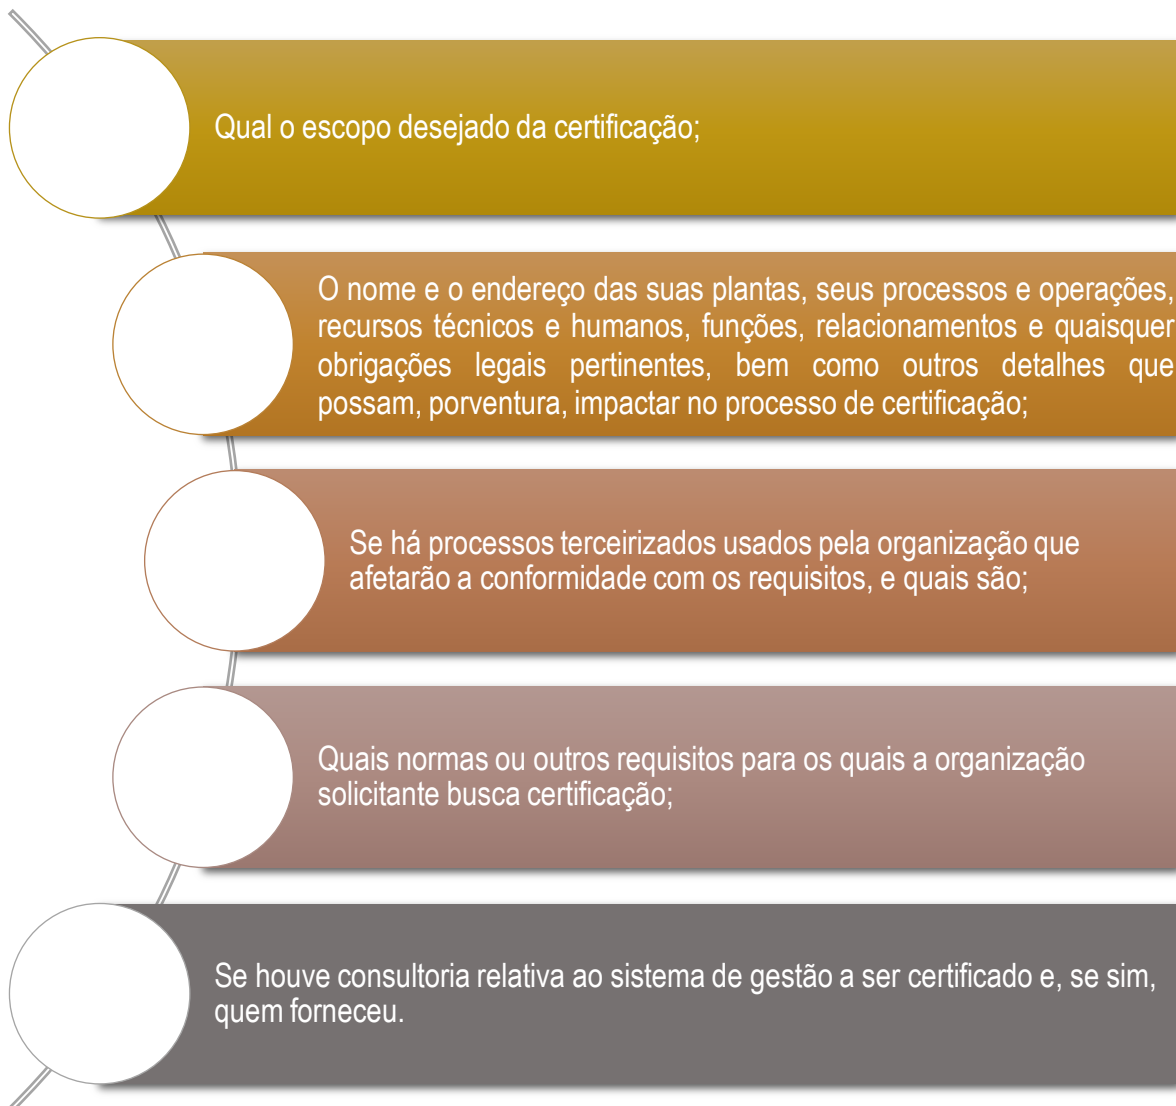 Qual o escopo desejado da certificação;
O nome e o endereço das suas plantas, seus processos e operações,
recursos técnicos e humanos, funções, relacionamentos e quaisquer
obrigações legais pertinentes, bem como outros detalhes que
possam, porventura, impactar no processo de certificação;
Se há processos terceirizados usados pela organização que
afetarão a conformidade com os requisitos, e quais são;
Quais normas ou outros requisitos para os quais a organização
solicitante busca certificação;
Se houve consultoria relativa ao sistema de gestão a ser certificado e, se sim,
quem forneceu.